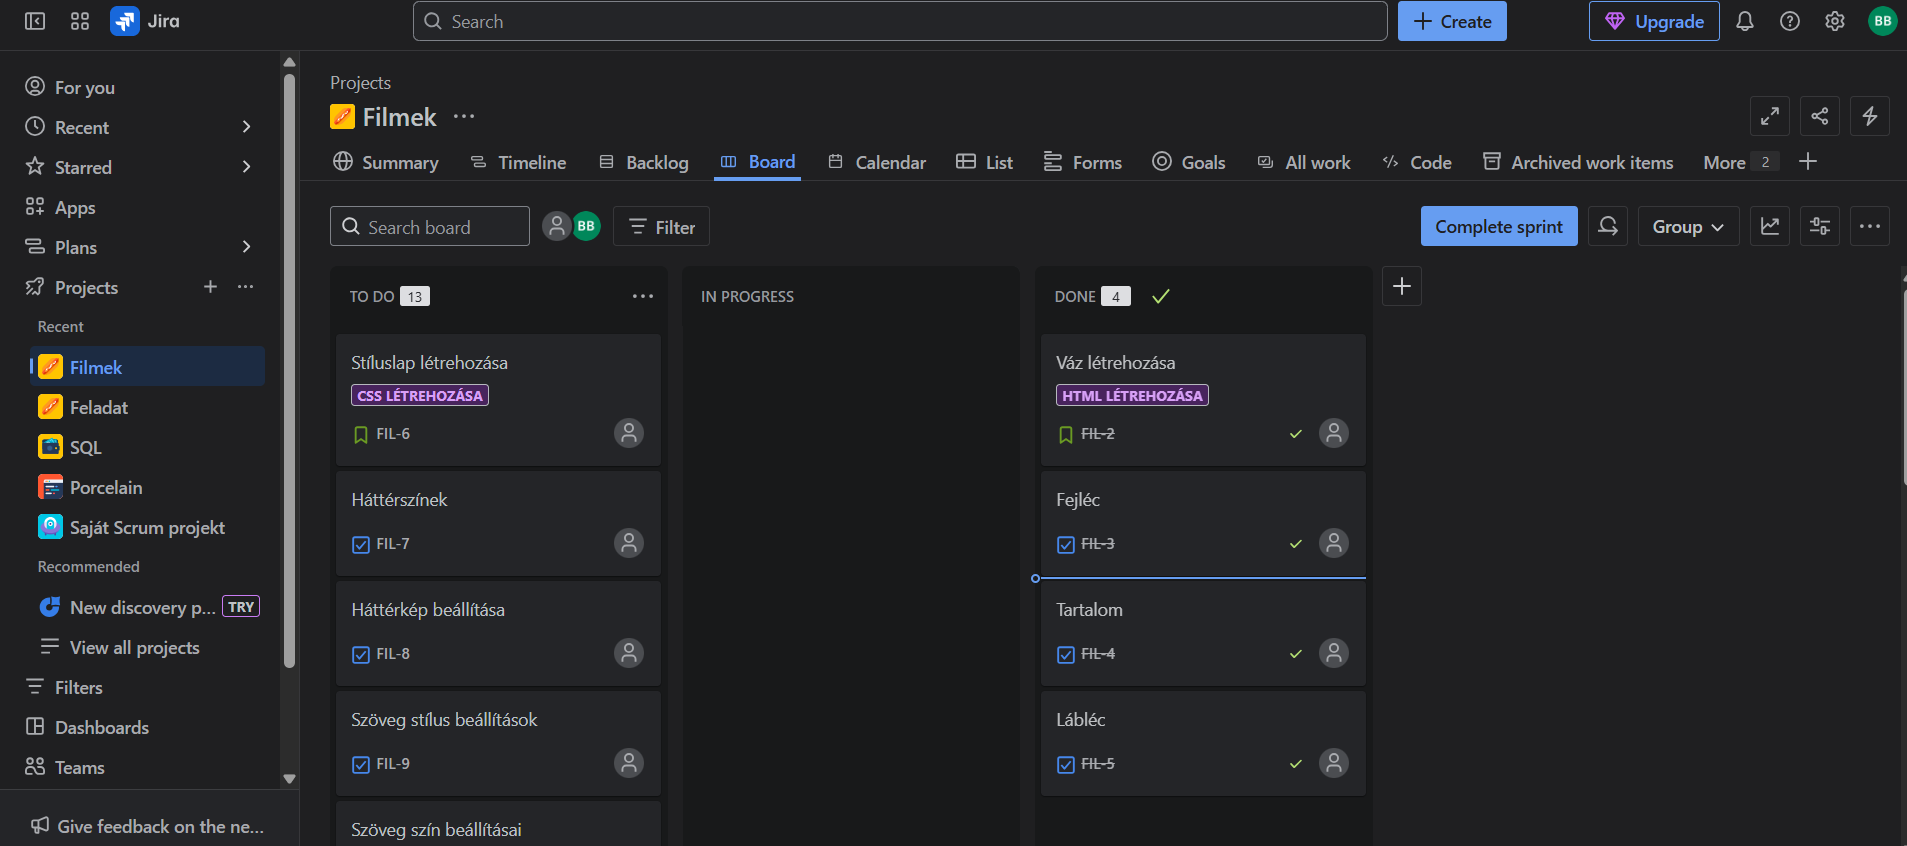 Jira
Search
Create
Upgrade
BB
For you
Recent
Starred
Apps
Plans
Projects
Recent
Filmek
Feladat
SQL
Porcelain
Saját Scrum projekt
Recommended
New discovery p... TRY
View all projects
Filters
Dashboards
Teams
Give feedback on the ne...
Projects
Filmek
Summary Timeline Backlog Board Calendar List Forms Goals All work Code Archived work items More 2
Search board
BB
Filter
Complete sprint
Group
TO DO 13
Stíluslap létrehozása
CSS LÉTREHOZÁSA
FIL-6
Háttérszínek
FIL-7
Háttérkép beállítása
FIL-8
Szöveg stílus beállítások
FIL-9
Szöveg szín beállításai
IN PROGRESS
DONE 4
Váz létrehozása
HTML LÉTREHOZÁSA
FIL-2
Fejléc
FIL-3
Tartalom
FIL-4
Lábléc
FIL-5